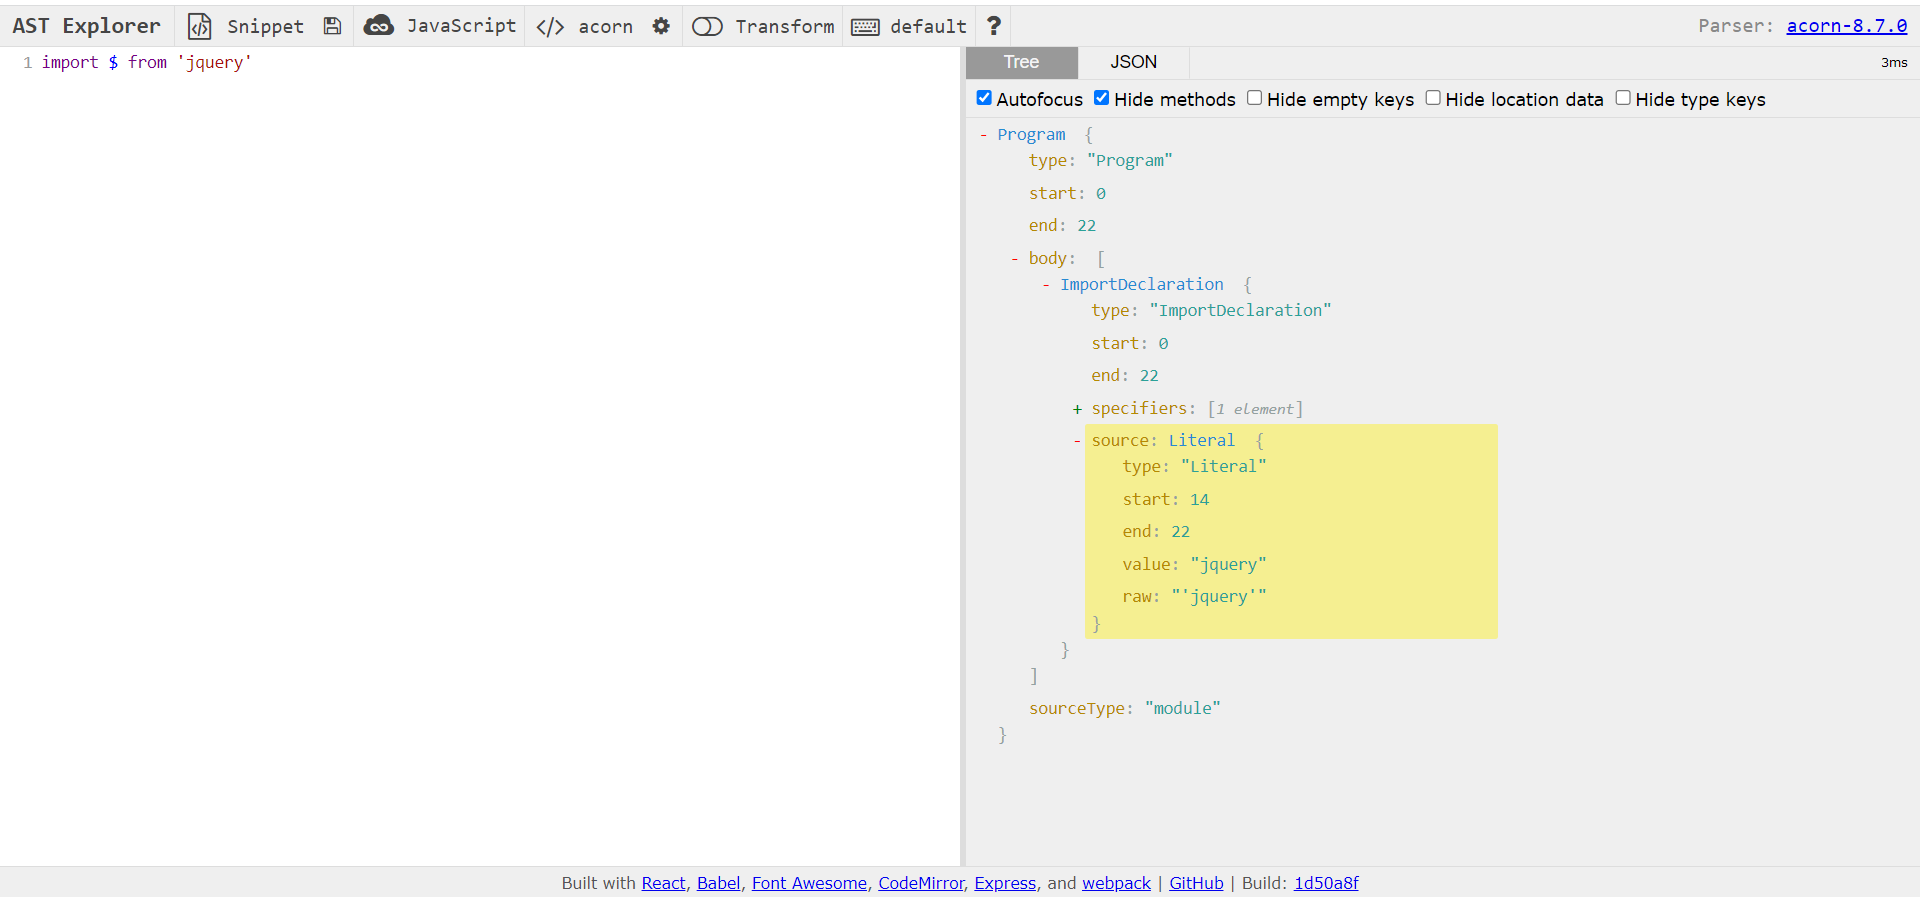 AST Explorer Snippet JavaScript </> acorn Transform default ? Parser: acorn-8.7.0
1 import $ from 'jquery'
Tree JSON 3ms
Autofocus Hide methods Hide empty keys Hide location data Hide type keys
- Program {
type: "Program"
start: 0
end: 22
- body: [
- ImportDeclaration {
type: "ImportDeclaration"
start: 0
end: 22
+ specifiers: [1 element]
- source: Literal {
type: "Literal"
start: 14
end: 22
value: "jquery"
raw: "'jquery'"
}
}
]
sourceType: "module"
}
Built with React, Babel, Font Awesome, CodeMirror, Express, and webpack | GitHub | Build: 1d50a8f